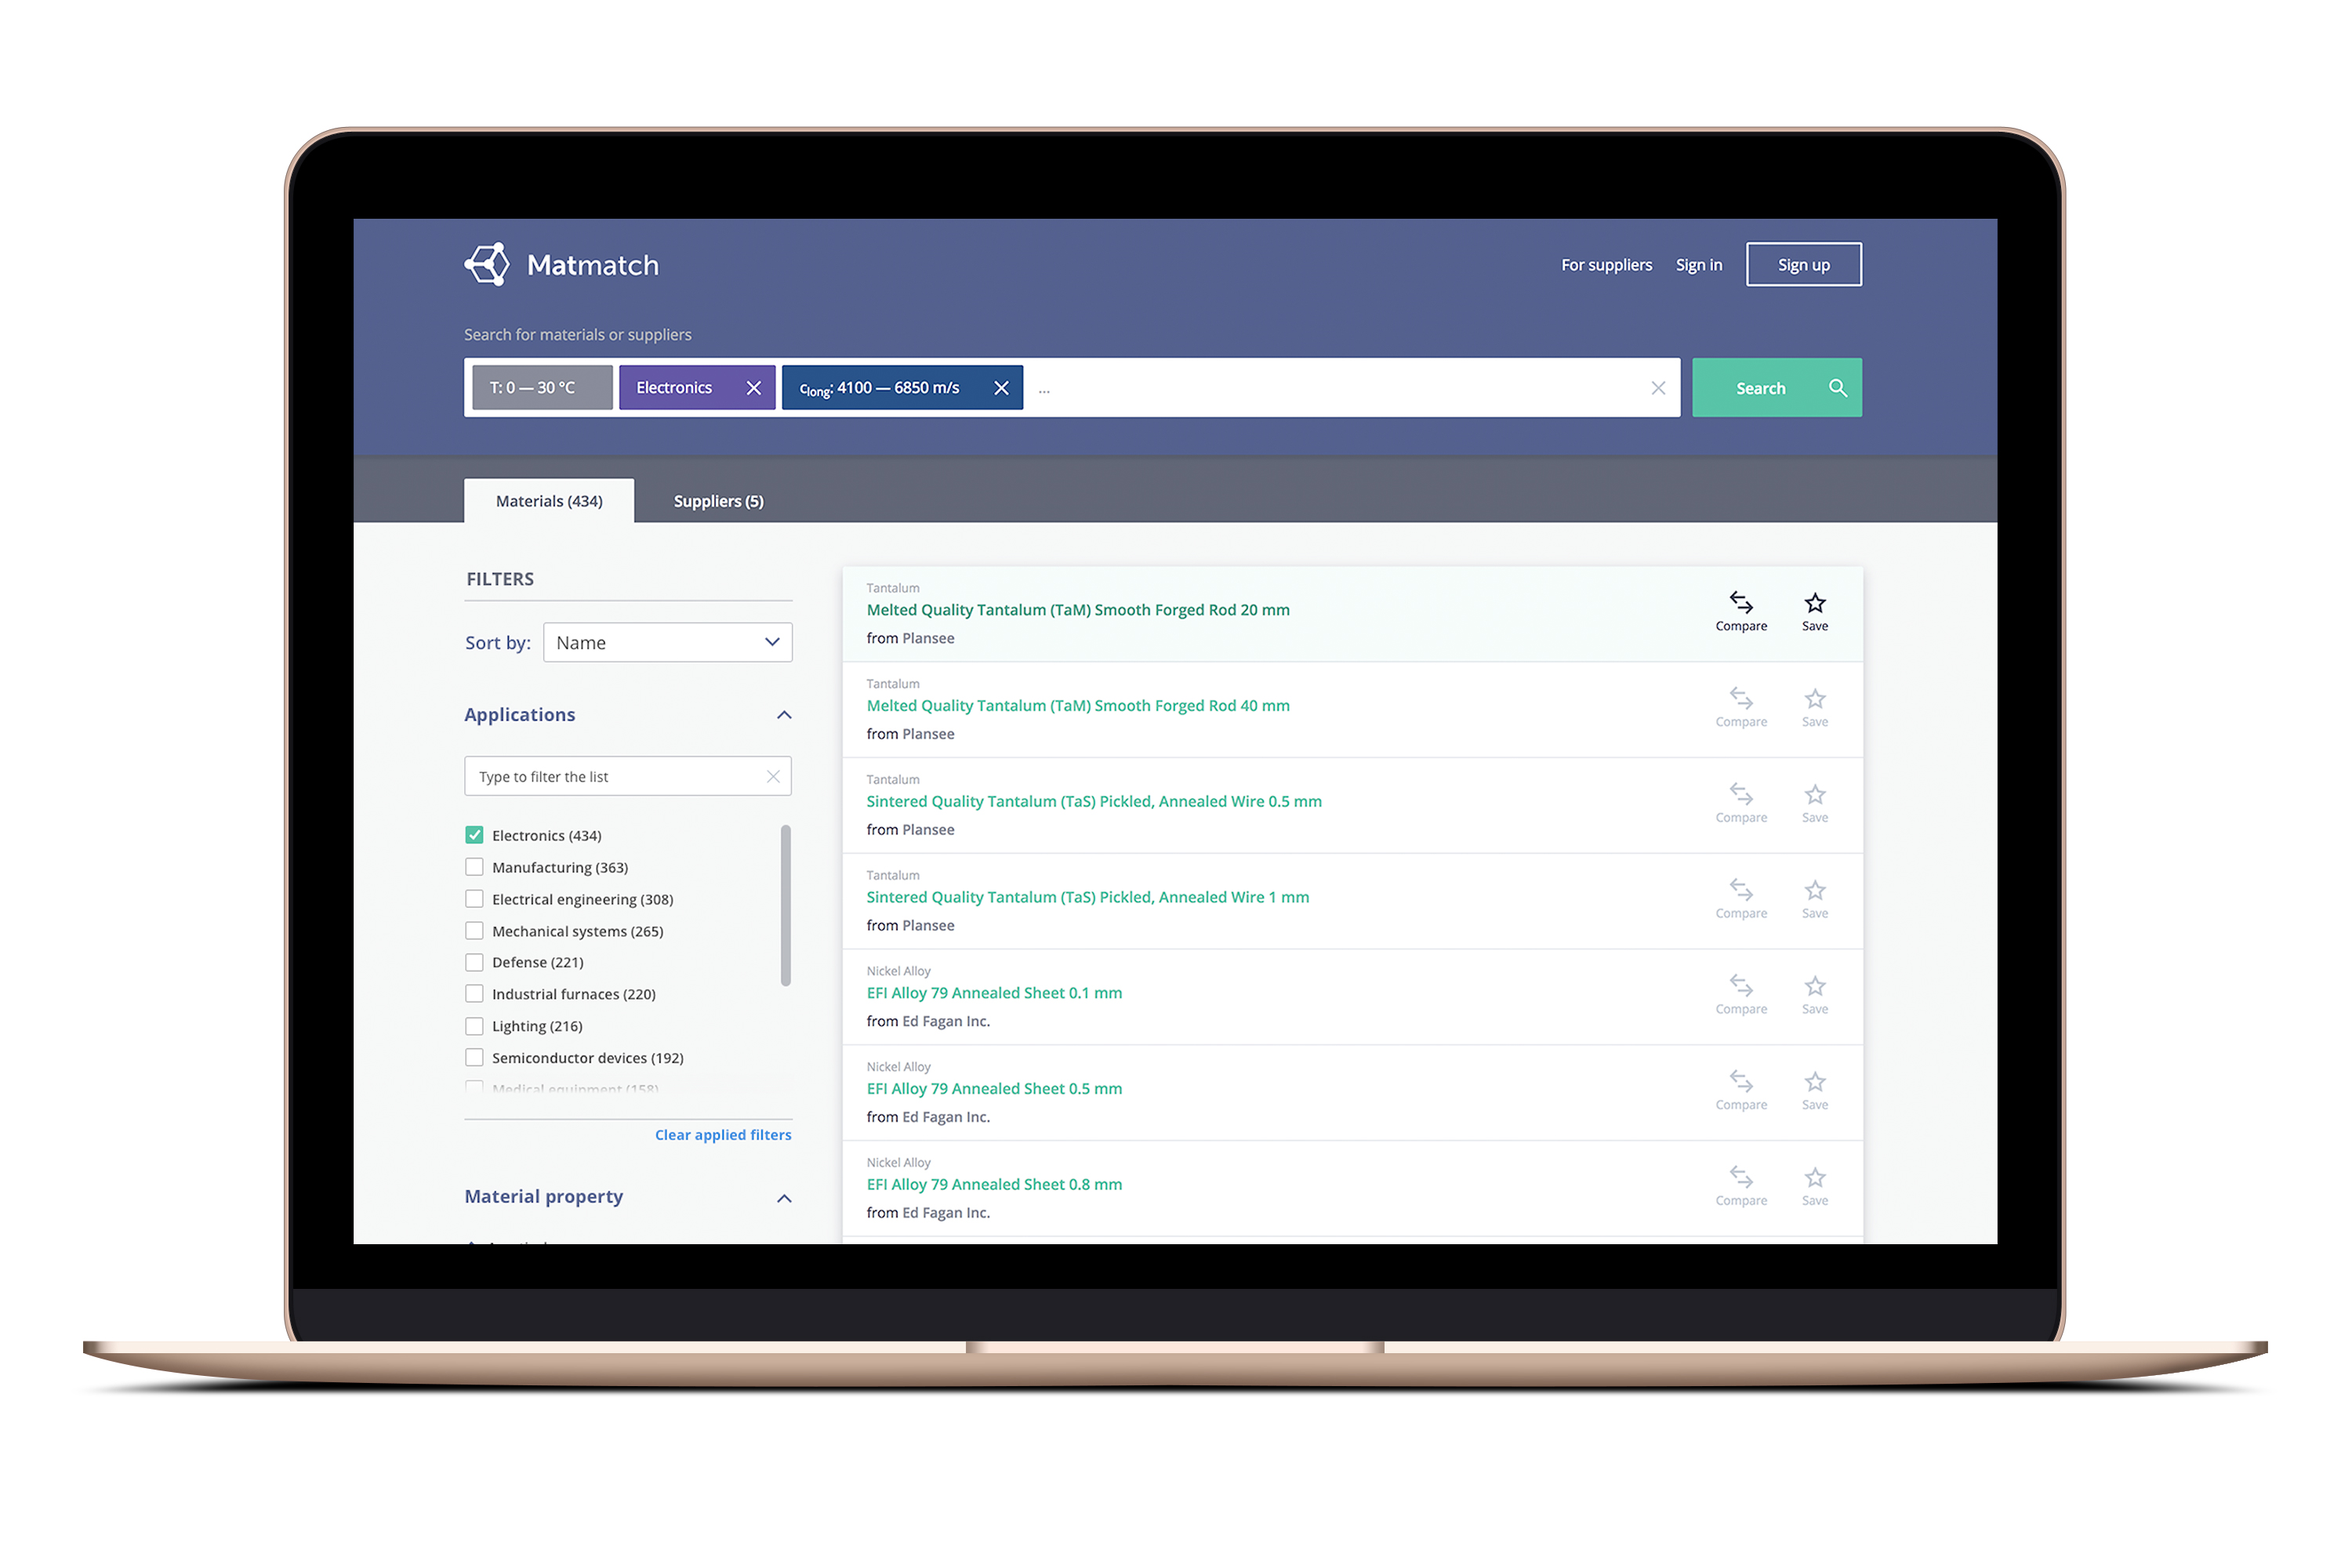 Matmatch
For suppliers Sign in Sign up
Search for materials or suppliers
T: 0 — 30 °C Electronics clong: 4100 — 6850 m/s ... Search
Materials (434) Suppliers (5)
FILTERS
Sort by: Name
Applications
Type to filter the list
Electronics (434)
Manufacturing (363)
Electrical engineering (308)
Mechanical systems (265)
Defense (221)
Industrial furnaces (220)
Lighting (216)
Semiconductor devices (192)
Medical equipment (158)
Clear applied filters
Material property
Tantalum
Melted Quality Tantalum (TaM) Smooth Forged Rod 20 mm
from Plansee
Compare Save
Tantalum
Melted Quality Tantalum (TaM) Smooth Forged Rod 40 mm
from Plansee
Compare Save
Tantalum
Sintered Quality Tantalum (TaS) Pickled, Annealed Wire 0.5 mm
from Plansee
Compare Save
Tantalum
Sintered Quality Tantalum (TaS) Pickled, Annealed Wire 1 mm
from Plansee
Compare Save
Nickel Alloy
EFI Alloy 79 Annealed Sheet 0.1 mm
from Ed Fagan Inc.
Compare Save
Nickel Alloy
EFI Alloy 79 Annealed Sheet 0.5 mm
from Ed Fagan Inc.
Compare Save
Nickel Alloy
EFI Alloy 79 Annealed Sheet 0.8 mm
from Ed Fagan Inc.
Compare Save